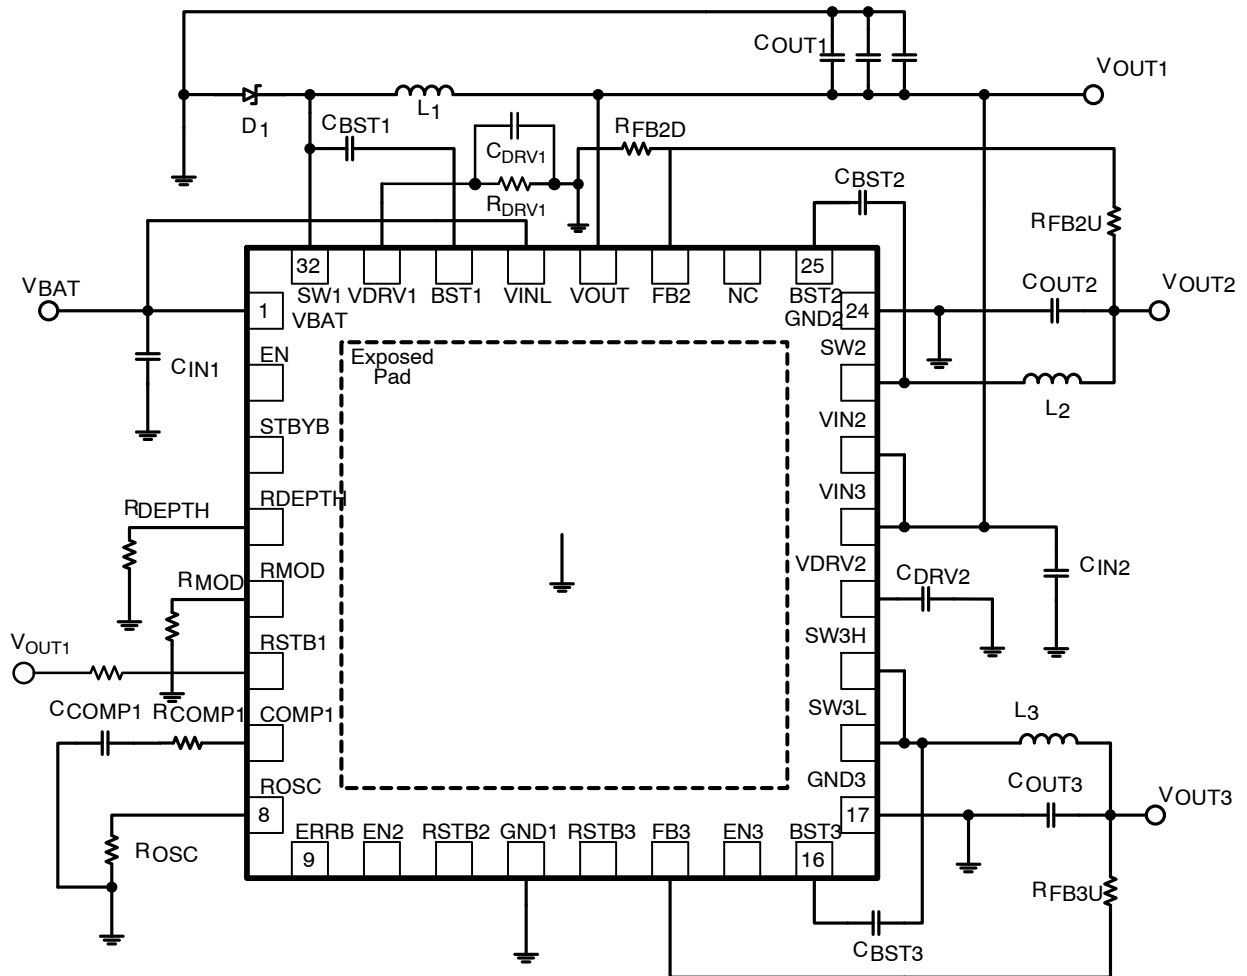 COUT1
VOUT1
D1
L1
CBST1
CDRV1
RDRV1
RFB2D
CBST2
RFB2U
32
25
SW1
VDRV1
BST1
VINL
VOUT
FB2
NC
BST2
VBAT
1
VBAT
GND2
24
COUT2
VOUT2
CIN1
EN
Exposed
Pad
SW2
L2
STBYB
VIN2
RDEPTH
RDEPTH
VIN3
RMOD
RMOD
VDRV2
CDRV2
CIN2
VOUT1
RSTB1
SW3H
CCOMP1
RCOMP1
COMP1
SW3L
L3
ROSC
8
GND3
17
COUT3
VOUT3
ROSC
ERRB
EN2
RSTB2
GND1
RSTB3
FB3
EN3
BST3
9
16
RFB3U
CBST3